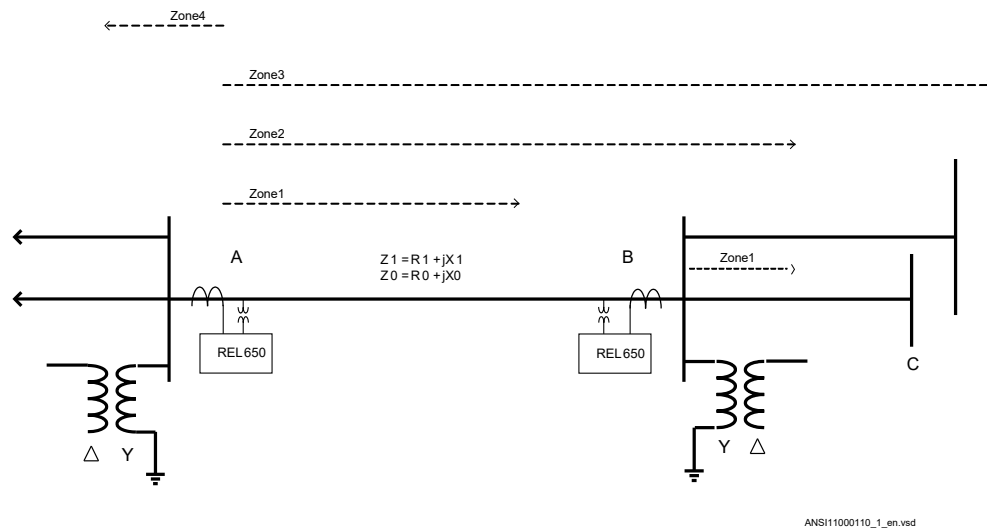 Zone4
Zone3
Zone2
Zone1
A
Z1=R1+jX1
B
Zone1
Z0=R0+jX0
REL650
REL650
C
Δ Y
Y Δ
ANSI11000110_1_en.vsd